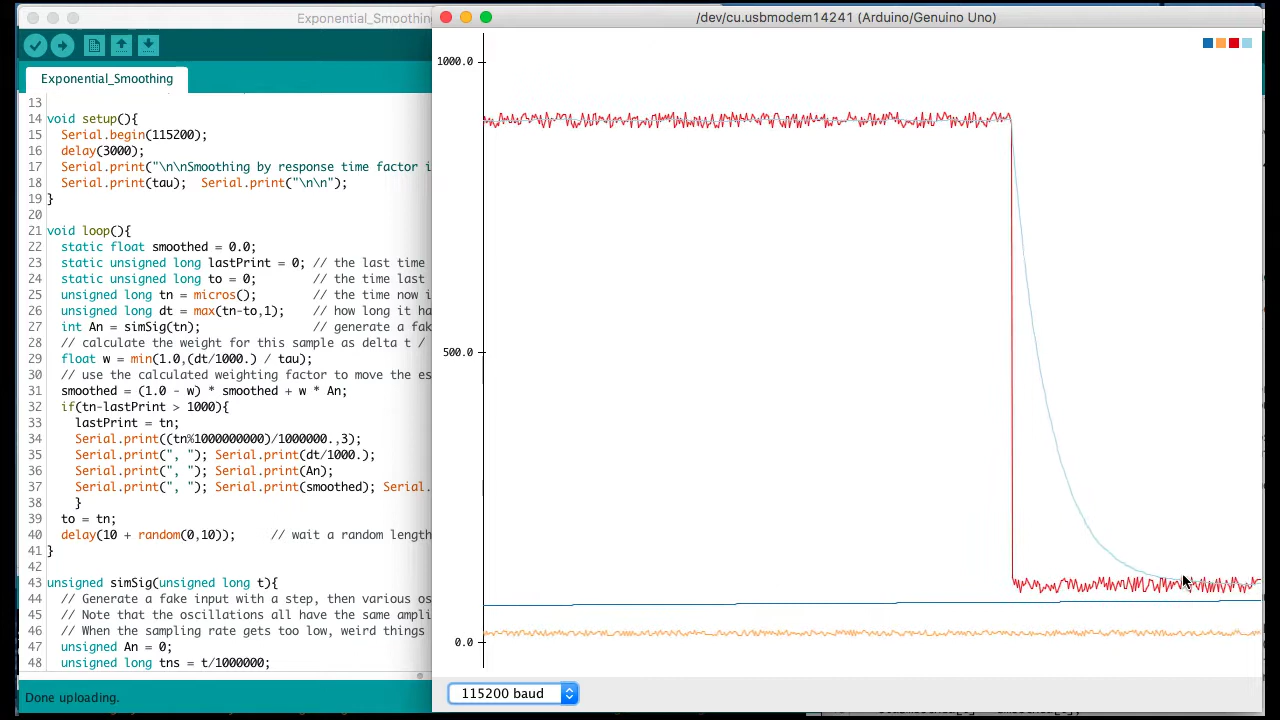 Exponential_Smoothing
/dev/cu.usbmodem14241 (Arduino/Genuino Uno)
Exponential_Smoothing
13
14 void setup(){
15 Serial.begin(115200);
16 delay(3000);
17 Serial.print("\n\nSmoothing by response time factor i
18 Serial.print(tau); Serial.print("\n\n");
19 }
20
21 void loop(){
22 static float smoothed = 0.0;
23 static unsigned long lastPrint = 0; // the last time
24 static unsigned long to = 0; // the time last
25 unsigned long tn = micros(); // the time now i
26 unsigned long dt = max(tn-to,1); // how long it ha
27 int An = simSig(tn); // generate a fak
28 // calculate the weight for this sample as delta t /
29 float w = min(1.0,(dt/1000.) / tau);
30 // use the calculated weighting factor to move the es
31 smoothed = (1.0 - w) * smoothed + w * An;
32 if(tn-lastPrint > 1000){
33 lastPrint = tn;
34 Serial.print((tn%1000000000)/1000000.,3);
35 Serial.print(", "); Serial.print(dt/1000.);
36 Serial.print(", "); Serial.print(An);
37 Serial.print(", "); Serial.print(smoothed); Serial.
38 }
39 to = tn;
40 delay(10 + random(0,10)); // wait a random length
41 }
42
43 unsigned simSig(unsigned long t){
44 // Generate a fake input with a step, then various os
45 // Note that the oscillations all have the same ampli
46 // When the sampling rate gets too low, weird things
47 unsigned An = 0;
48 unsigned long tns = t/1000000;
Done uploading.
1000.0
500.0
0.0
115200 baud